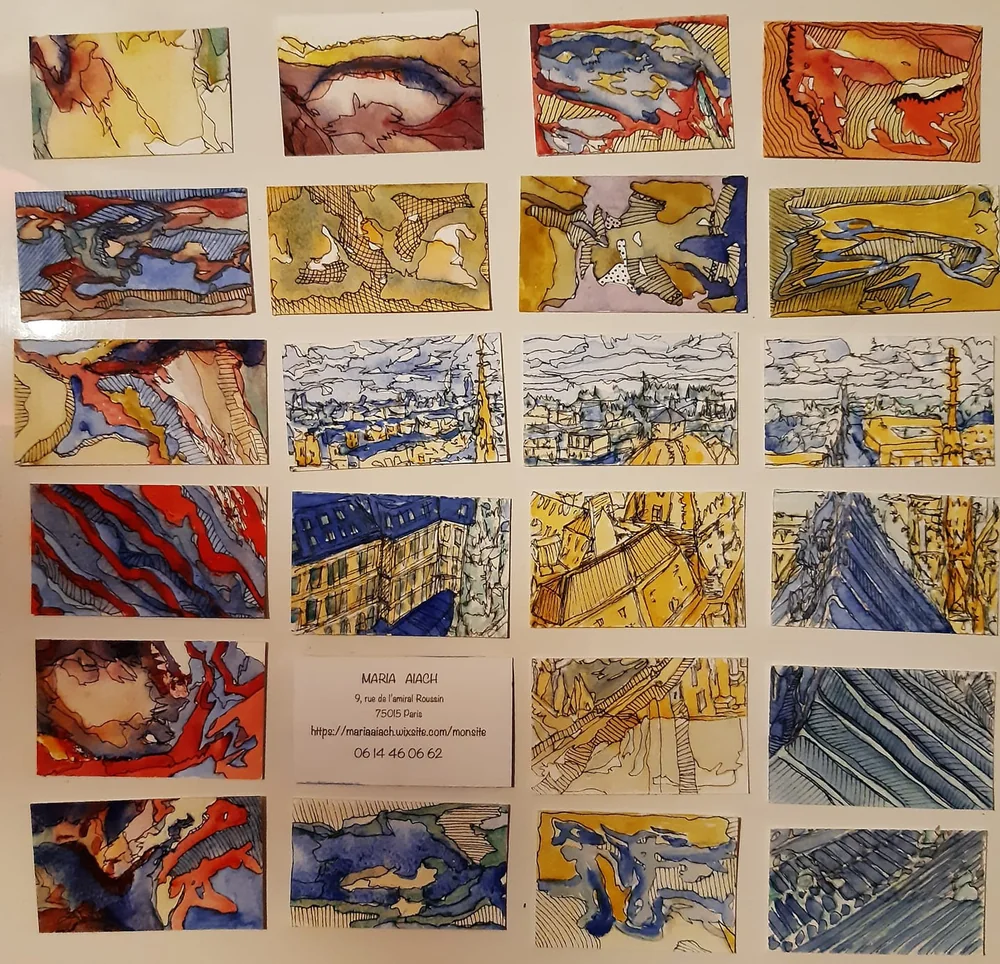 MARIA AIACH
9, rue de l'amiral Roussin
75015 Paris
https://mariaaiach.wixsite.com/monsite
06 14 46 06 62